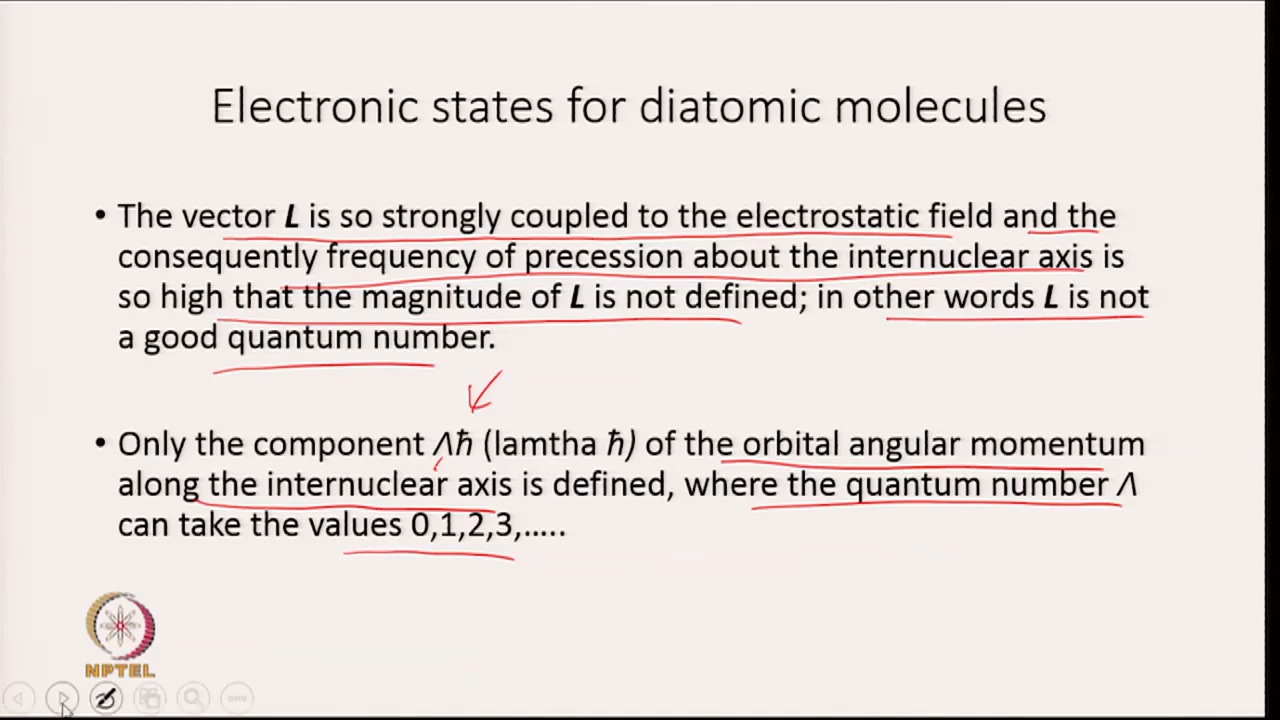 Electronic states for diatomic molecules
• The vector L is so strongly coupled to the electrostatic field and the
consequently frequency of precession about the internuclear axis is
so high that the magnitude of L is not defined; in other words L is not
a good quantum number.
• Only the component Λħ (lamtha ħ) of the orbital angular momentum
along the internuclear axis is defined, where the quantum number Λ
can take the values 0,1,2,3,.....
NPTEL